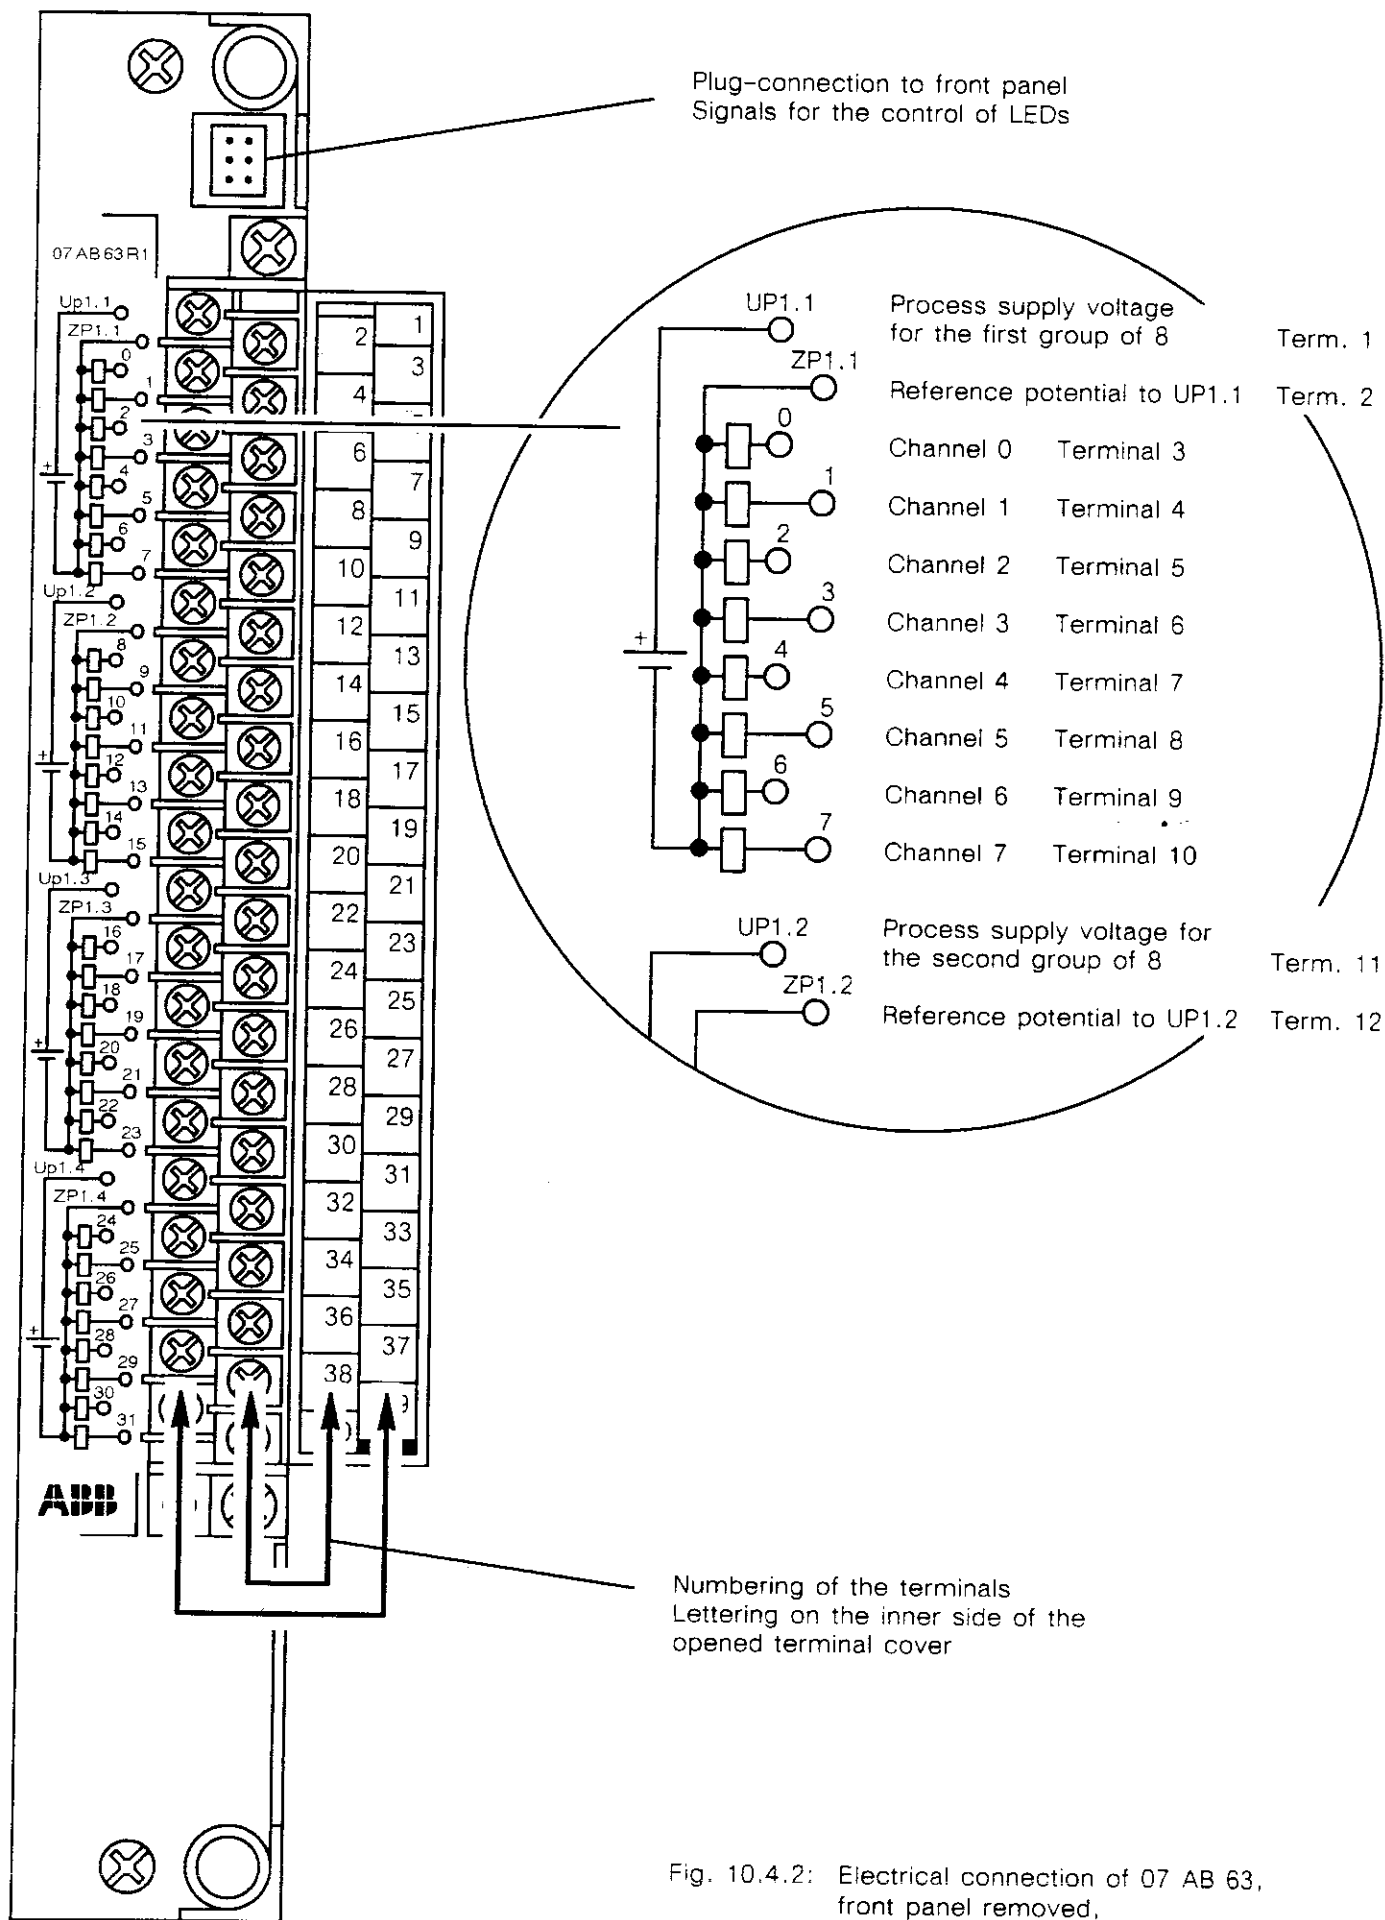 Plug-connection to front panel
Signals for the control of LEDs
07 AB 63 R1
Up1.1
ZP1.1
0
1
2
3
4
5
6
7
Up1.2
ZP1.2
8
9
10
11
12
13
14
15
Up1.3
ZP1.3
16
17
18
19
20
21
22
23
Up1.4
ZP1.4
24
25
26
27
28
29
30
31
+
+
+
+
ABB
1
2
3
4
6
7
8
9
10
11
12
13
14
15
16
17
18
19
20
21
22
23
24
25
26
27
28
29
30
31
32
33
34
35
36
37
38
UP1.1 Process supply voltage
for the first group of 8 Term. 1
ZP1.1 Reference potential to UP1.1 Term. 2
0 Channel 0 Terminal 3
1 Channel 1 Terminal 4
2 Channel 2 Terminal 5
3 Channel 3 Terminal 6
+
4 Channel 4 Terminal 7
5 Channel 5 Terminal 8
6 Channel 6 Terminal 9
7 Channel 7 Terminal 10
UP1.2 Process supply voltage for
the second group of 8 Term. 11
ZP1.2 Reference potential to UP1.2 Term. 12
Numbering of the terminals
Lettering on the inner side of the
opened terminal cover
Fig. 10.4.2: Electrical connection of 07 AB 63,
front panel removed,